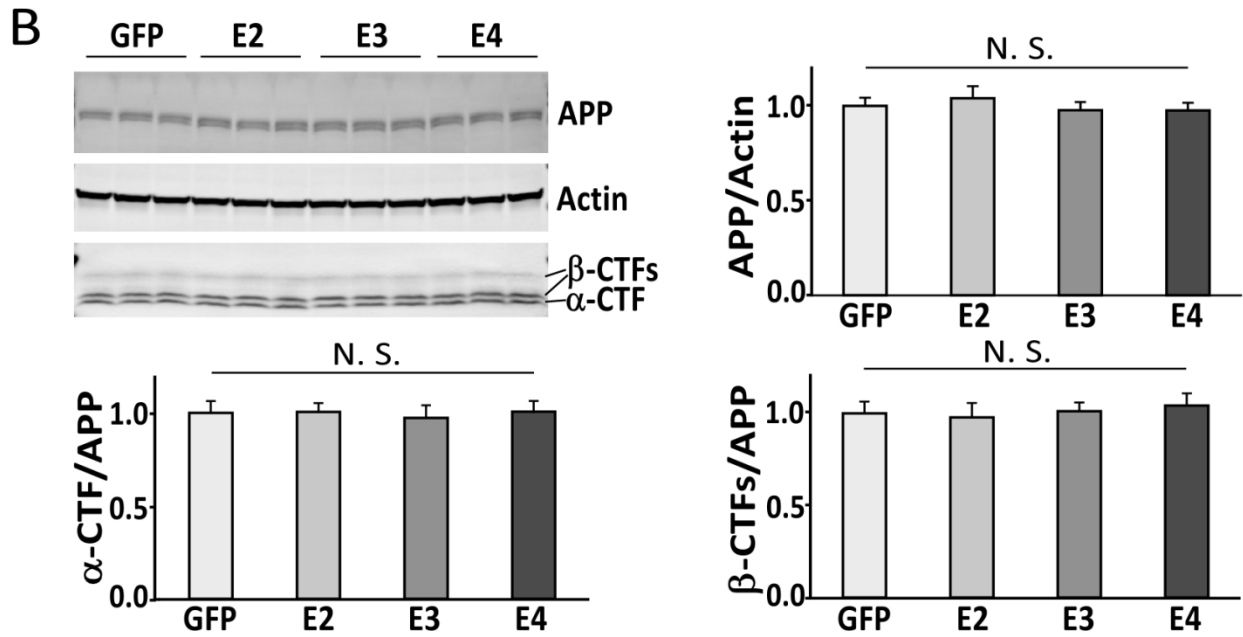 B
GFP E2 E3 E4
APP
Actin
β-CTFs
α-CTF
N. S.
APP/Actin
1.0
0.5
0.0
GFP E2 E3 E4
N. S.
α-CTF/APP
1.0
0.5
0.0
GFP E2 E3 E4
N. S.
β-CTFs/APP
1.0
0.5
0.0
GFP E2 E3 E4